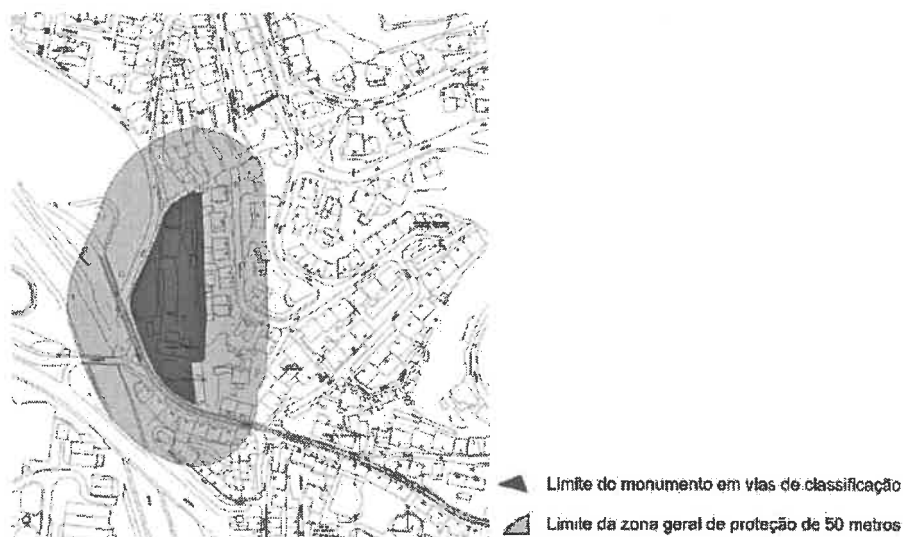 Limite do monumento em vias de classificação
Limite da zona geral de proteção de 50 metros